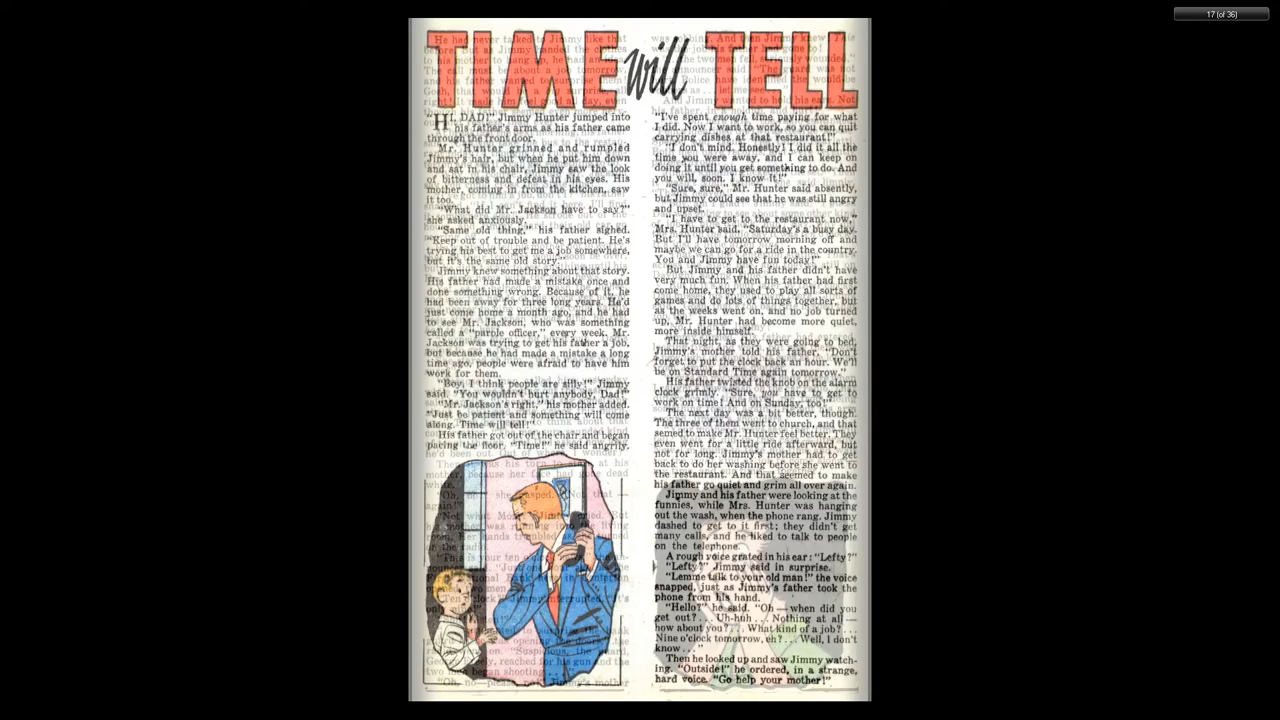 17 (of 36)
TIME will TELL
"HI, DAD!" Jimmy Hunter jumped into
his father's arms as his father came
through the front door.
Mr. Hunter grinned and rumpled
Jimmy's hair, but when he put him down
and sat in his chair, Jimmy saw the look
of bitterness and defeat in his eyes. His
mother, coming in from the kitchen, saw
it too.
"What did Mr. Jackson have to say?"
she asked anxiously.
"Same old thing," his father sighed.
"Keep out of trouble and be patient. He's
trying his best to get me a job somewhere,
but it's the same old story."
Jimmy knew something about that story.
His father had made a mistake once and
done something wrong. Because of it, he
had been away for three long years. He'd
just come home a month ago, and he had
to see Mr. Jackson, who was something
called a "parole officer," every week. Mr.
Jackson was trying to get his father a job,
but because he had made a mistake a long
time ago, people were afraid to have him
work for them.
"Boy, I think people are silly!" Jimmy
said. "You wouldn't hurt anybody, Dad!"
"Mr. Jackson's right," his mother added.
"Just be patient and something will come
along. Time will tell!"
His father got out of the chair and began
pacing the floor. "Time!" he said angrily.
"I've spent enough time paying for what
I did. Now I want to work, so you can quit
carrying dishes at that restaurant!"
"I don't mind. Honestly! I did it all the
time you were away, and I can keep on
doing it until you get something to do. And
you will, soon. I know it!"
"Sure, sure," Mr. Hunter said absently,
but Jimmy could see that he was still angry
and upset.
"I have to get to the restaurant now,"
Mrs. Hunter said. "Saturday's a busy day.
But I'll have tomorrow morning off and
maybe we can go for a ride in the country.
You and Jimmy have fun today!"
But Jimmy and his father didn't have
very much fun. When his father had first
come home, they used to play all sorts of
games and do lots of things together, but
as the weeks went on, and no job turned
up, Mr. Hunter had become more quiet,
more inside himself.
That night, as they were going to bed,
Jimmy's mother told his father, "Don't
forget to put the clock back an hour. We'll
be on Standard Time again tomorrow."
His father twisted the knob on the alarm
clock grimly. "Sure, you have to get to
work on time! And on Sunday, too!"
The next day was a bit better, though.
The three of them went to church, and that
semed to make Mr. Hunter feel better. They
even went for a little ride afterward, but
not for long. Jimmy's mother had to get
back to do her washing before she went to
the restaurant. And that seemed to make
his father go quiet and grim all over again.
Jimmy and his father were looking at the
funnies, while Mrs. Hunter was hanging
out the wash, when the phone rang. Jimmy
dashed to get to it first; they didn't get
many calls, and he liked to talk to people
on the telephone.
A rough voice grated in his ear: "Lefty?"
"Lefty?" Jimmy said in surprise.
"Lemme talk to your old man!" the voice
snapped, just as Jimmy's father took the
phone from his hand.
"Hello?" he said. "Oh — when did you
get out? . . . Uh-huh . . . Nothing at all —
how about you? . . . What kind of a job? . . .
Nine o'clock tomorrow, eh? . . . Well, I don't
know . . ."
Then he looked up and saw Jimmy watch-
ing. "Outside!" he ordered, in a strange,
hard voice. "Go help your mother!"